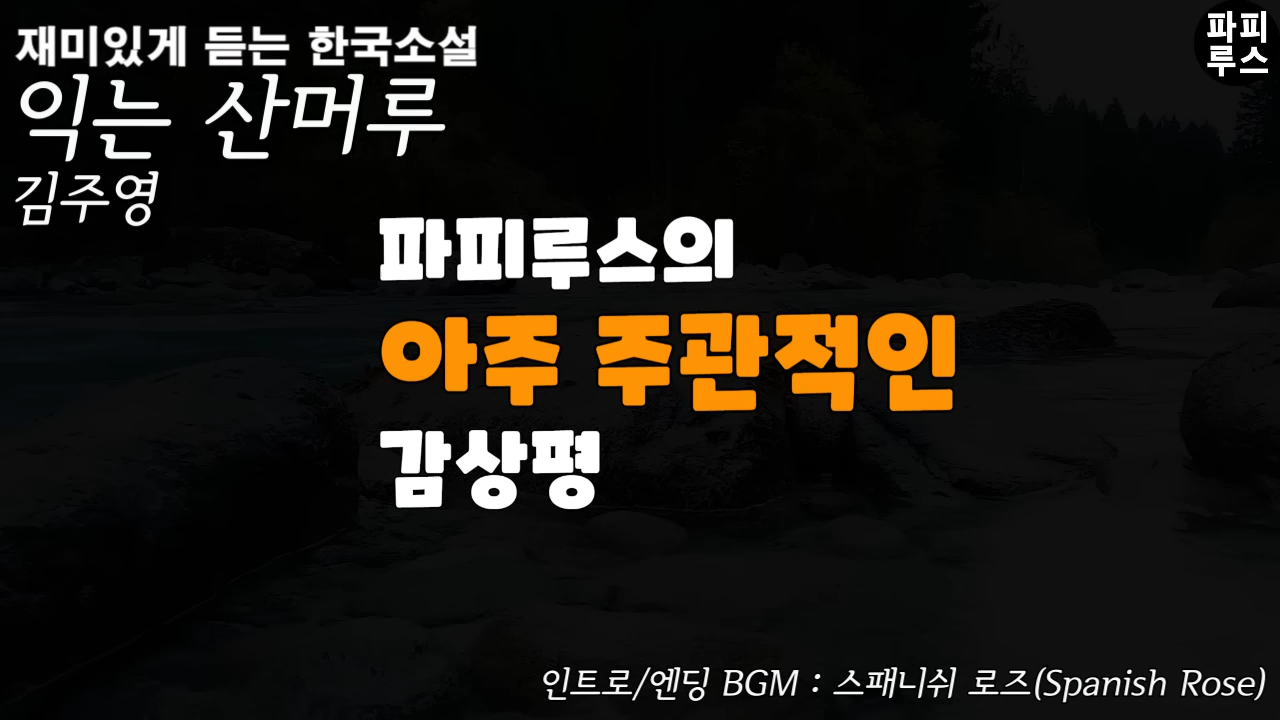 재미있게 듣는 한국소설
익는 산머루
김주영
파피
루스
파피루스의
아주 주관적인
감상평
인트로/엔딩 BGM : 스패니쉬 로즈(Spanish Rose)